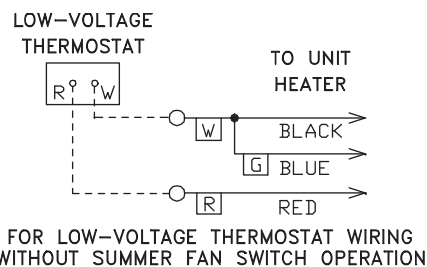 LOW-VOLTAGE
THERMOSTAT
TO UNIT
HEATER
R W
W
BLACK
G
BLUE
R
RED
FOR LOW-VOLTAGE THERMOSTAT WIRING
WITHOUT SUMMER FAN SWITCH OPERATION